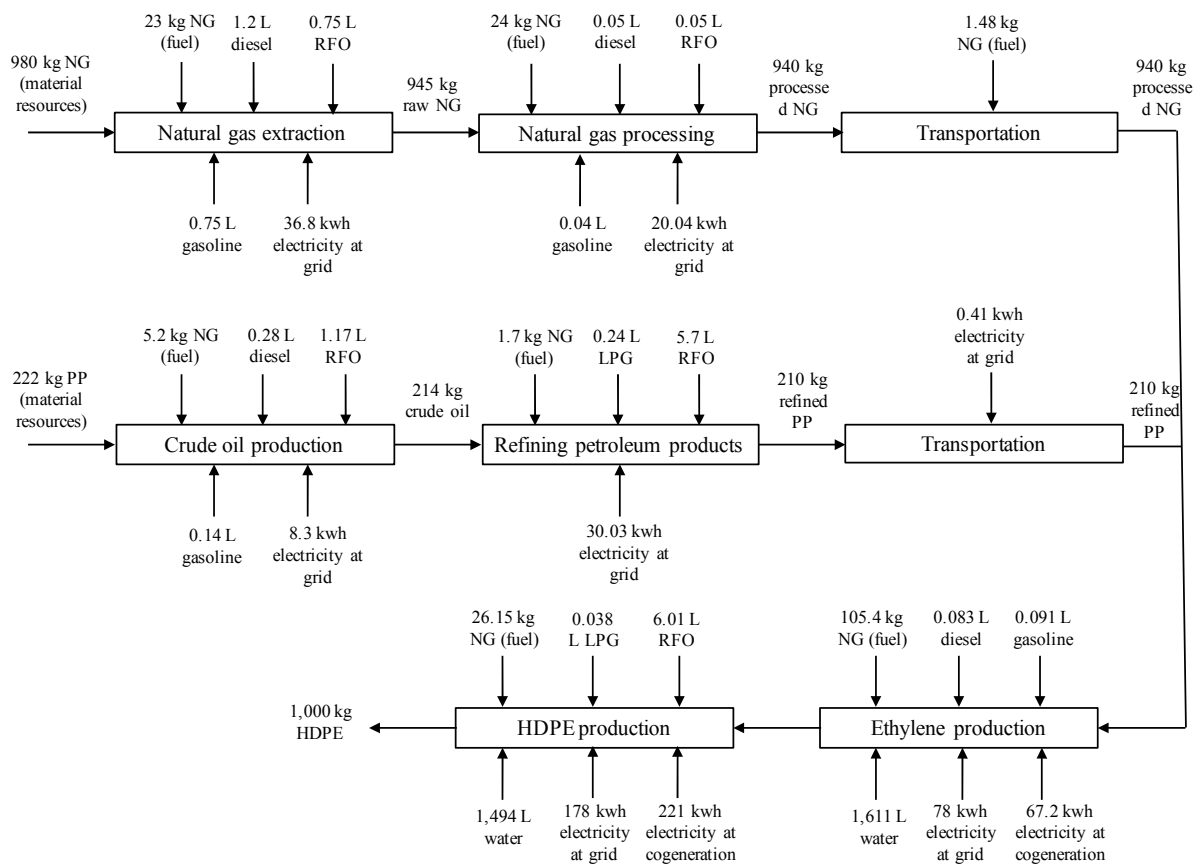 23 kg NG
(fuel)
1.2 L
diesel
0.75 L
RFO
24 kg NG
(fuel)
0.05 L
diesel
0.05 L
RFO
1.48 kg
NG (fuel)
980 kg NG
(material
resources)
945 kg
raw NG
940 kg
processe
d NG
940 kg
processe
d NG
Natural gas extraction
Natural gas processing
Transportation
0.75 L
gasoline
36.8 kwh
electricity at
grid
0.04 L
gasoline
20.04 kwh
electricity at
grid
5.2 kg NG
(fuel)
0.28 L
diesel
1.17 L
RFO
1.7 kg NG
(fuel)
0.24 L
LPG
5.7 L
RFO
0.41 kwh
electricity
at grid
222 kg PP
(material
resources)
214 kg
crude oil
210 kg
refined
PP
210 kg
refined
PP
Crude oil production
Refining petroleum products
Transportation
0.14 L
gasoline
8.3 kwh
electricity at
grid
30.03 kwh
electricity at
grid
26.15 kg
NG (fuel)
0.038
L LPG
6.01 L
RFO
105.4 kg
NG (fuel)
0.083 L
diesel
0.091 L
gasoline
1,000 kg
HDPE
HDPE production
Ethylene production
1,494 L
water
178 kwh
electricity
at grid
221 kwh
electricity at
cogeneration
1,611 L
water
78 kwh
electricity
at grid
67.2 kwh
electricity at
cogeneration